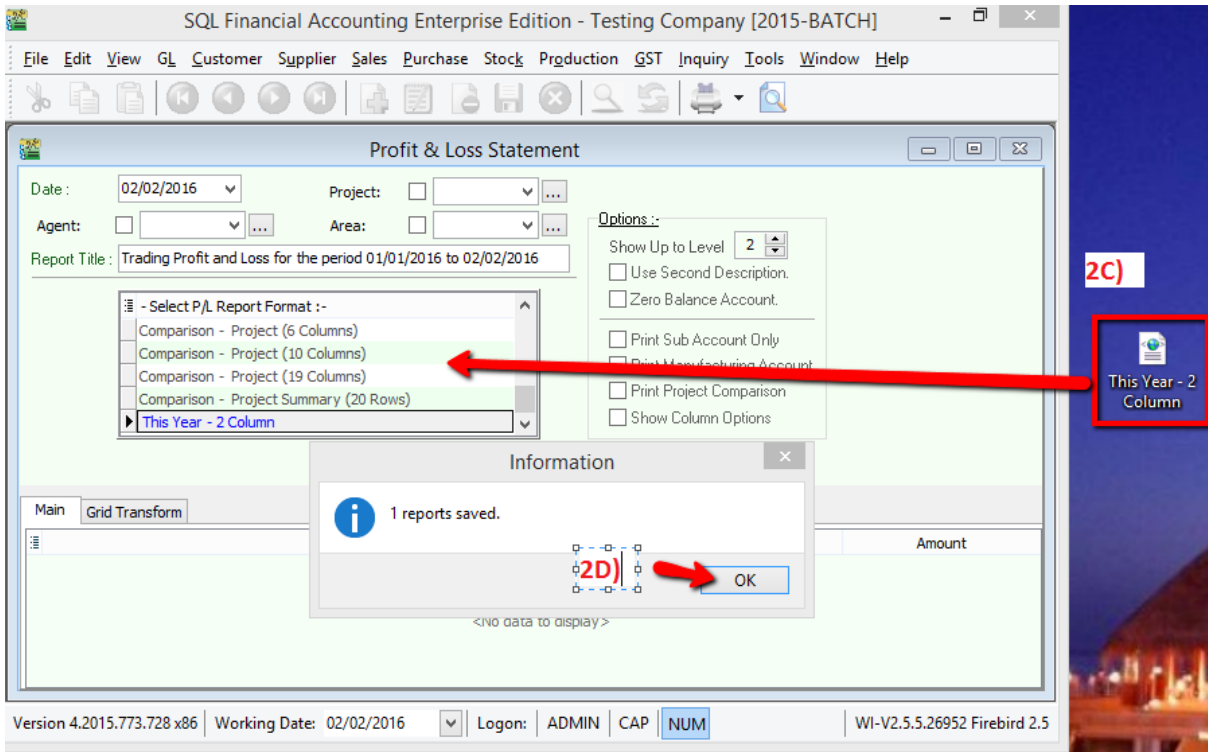 SQL Financial Accounting Enterprise Edition - Testing Company [2015-BATCH]
File Edit View GL Customer Supplier Sales Purchase Stock Production GST Inquiry Tools Window Help
Profit & Loss Statement
Date : 02/02/2016 Project: ...
Agent: ... Area: ...
Report Title : Trading Profit and Loss for the period 01/01/2016 to 02/02/2016
- Select P/L Report Format :-
Comparison - Project (6 Columns)
Comparison - Project (10 Columns)
Comparison - Project (19 Columns)
Comparison - Project Summary (20 Rows)
This Year - 2 Column
Options :-
Show Up to Level 2
Use Second Description.
Zero Balance Account.
Print Sub Account Only
Print Manufacturing Account
Print Project Comparison
Show Column Options
2C)
This Year - 2
Column
Information
1 reports saved.
2D)
OK
Main Grid Transform
Amount
<No data to display>
Version 4.2015.773.728 x86 Working Date: 02/02/2016 Logon: ADMIN CAP NUM WI-V2.5.5.26952 Firebird 2.5